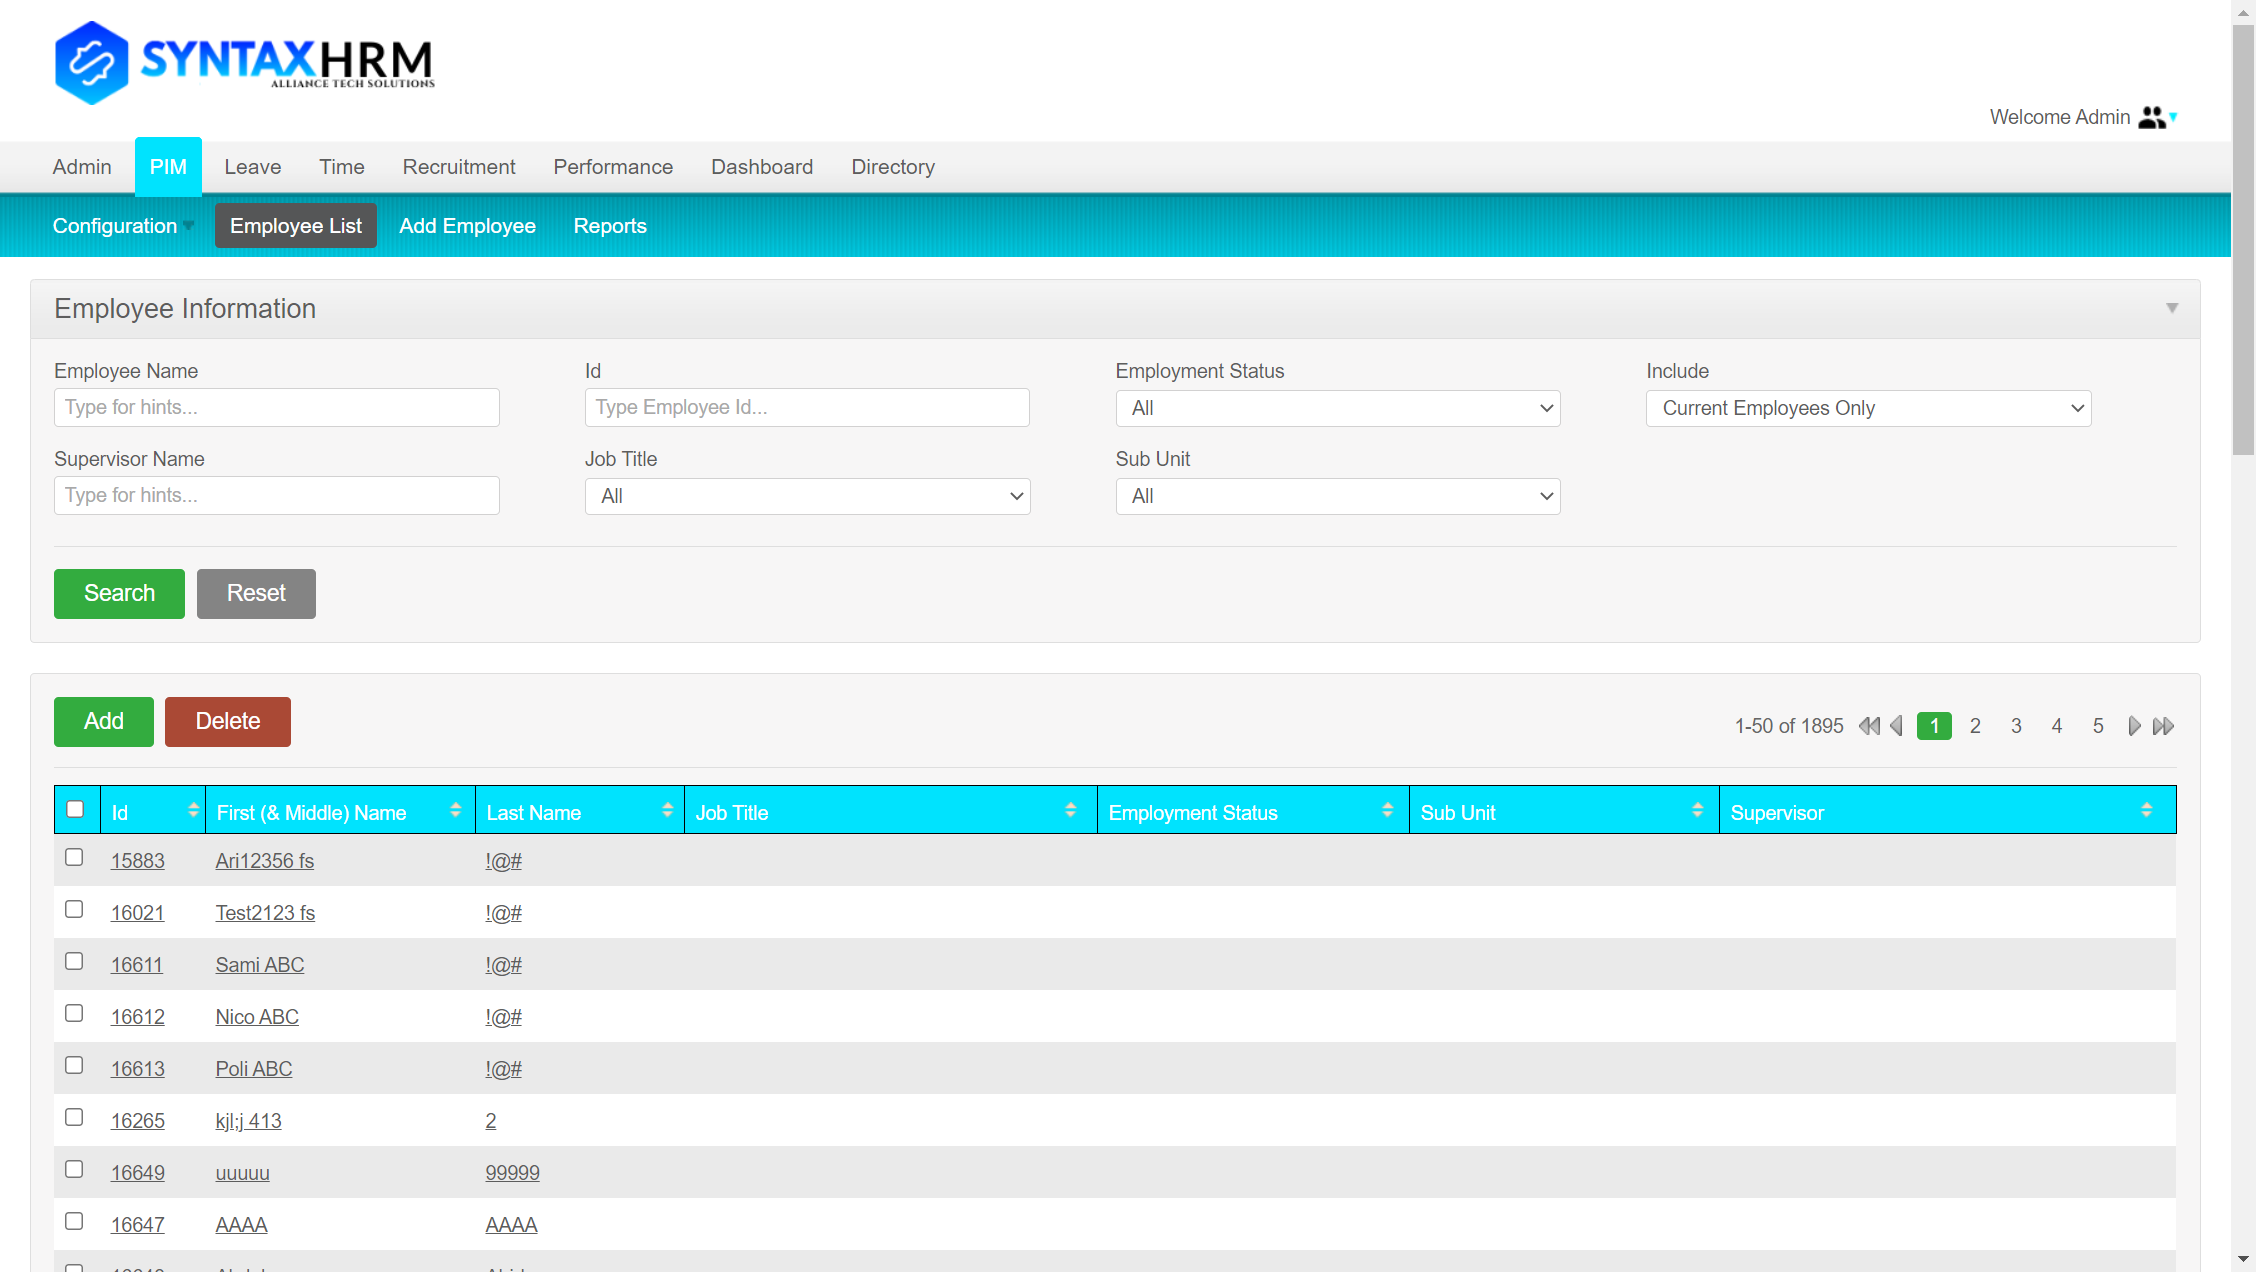 SYNTAXHRM
ALLIANCE TECH SOLUTIONS
Welcome Admin
Admin PIM Leave Time Recruitment Performance Dashboard Directory
Configuration Employee List Add Employee Reports
Employee Information
Employee Name Id Employment Status Include
Type for hints... Type Employee Id... All Current Employees Only
Supervisor Name Job Title Sub Unit
Type for hints... All All
Search Reset
Add Delete 1-50 of 1895 1 2 3 4 5
Id First (& Middle) Name Last Name Job Title Employment Status Sub Unit Supervisor
15883 Ari12356 fs !@#
16021 Test2123 fs !@#
16611 Sami ABC !@#
16612 Nico ABC !@#
16613 Poli ABC !@#
16265 kjl;j 413 2
16649 uuuuu 99999
16647 AAAA AAAA